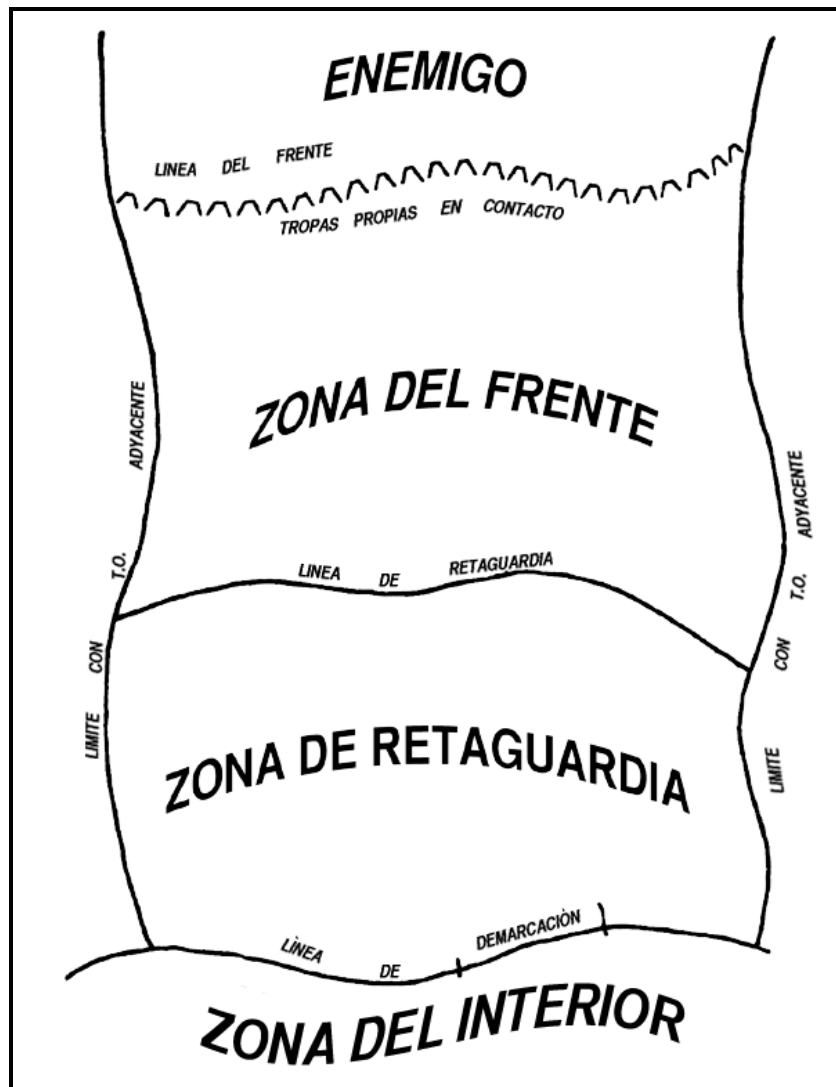 ENEMIGO
LINEA DEL FRENTE
TROPAS PROPIAS EN CONTACTO
ZONA DEL FRENTE
LIMITE CON T.O. ADYACENTE
LIMITE CON T.O. ADYACENTE
LINEA DE RETAGUARDIA
ZONA DE RETAGUARDIA
LÌNEA DE DEMARCACIÒN
ZONA DEL INTERIOR